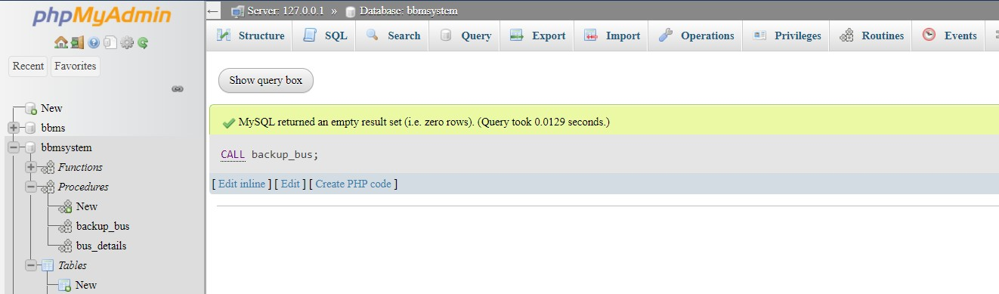 phpMyAdmin
Recent Favorites
New
bbms
bbmsystem
Functions
Procedures
New
backup_bus
bus_details
Tables
New
Server: 127.0.0.1 » Database: bbmsystem
Structure SQL Search Query Export Import Operations Privileges Routines Events
Show query box
MySQL returned an empty result set (i.e. zero rows). (Query took 0.0129 seconds.)
CALL backup_bus;
[ Edit inline ] [ Edit ] [ Create PHP code ]